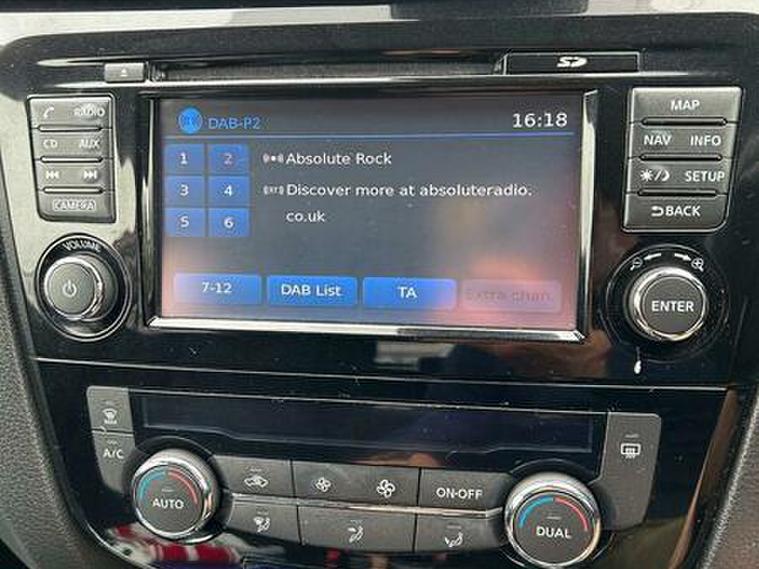 SD
RADIO
CD AUX
CAMERA
VOLUME
DAB-P2 16:18
1 2 Absolute Rock
3 4 Discover more at absoluteradio.
5 6 co.uk
7-12 DAB List TA Extra chan.
MAP
NAV INFO
SETUP
BACK
ENTER
A/C
AUTO
ON·OFF
DUAL